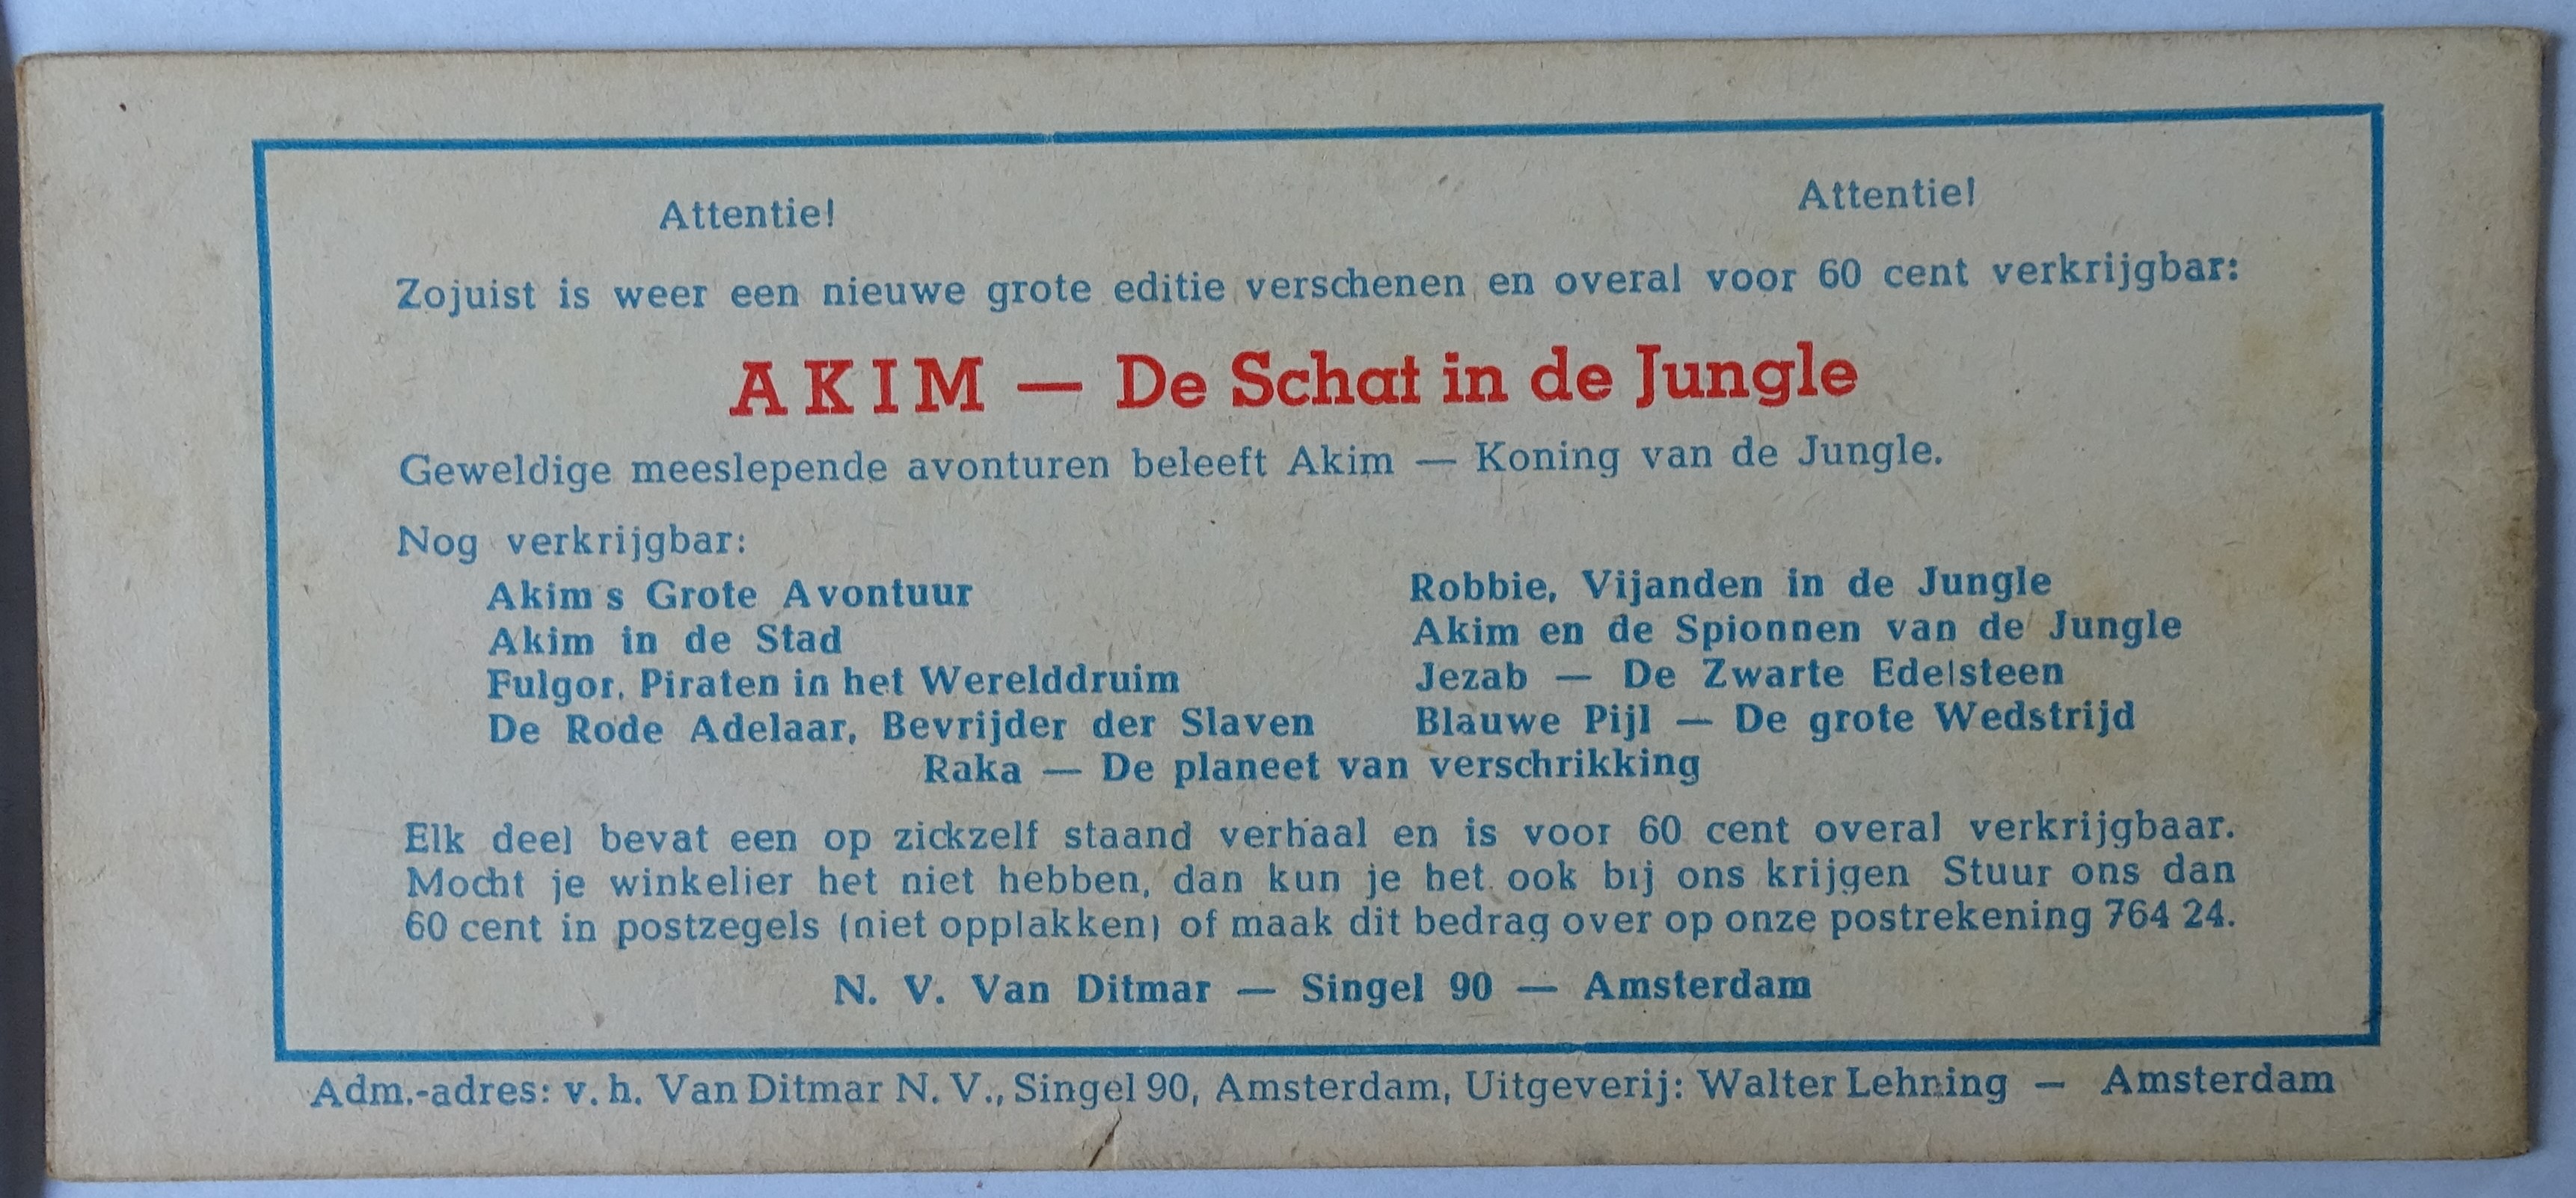 Attentie! Attentie!
Zojuist is weer een nieuwe grote editie verschenen en overal voor 60 cent verkrijgbar:
AKIM — De Schat in de Jungle
Geweldige meeslepende avonturen beleeft Akim — Koning van de Jungle.
Nog verkrijgbar:
Akim's Grote Avontuur
Akim in de Stad
Fulgor, Piraten in het Werelddruim
De Rode Adelaar, Bevrijder der Slaven
Robbie, Vijanden in de Jungle
Akim en de Spionnen van de Jungle
Jezab — De Zwarte Edelsteen
Blauwe Pijl — De grote Wedstrijd
Raka — De planeet van verschrikking
Elk deel bevat een op zickzelf staand verhaal en is voor 60 cent overal verkrijgbaar.
Mocht je winkelier het niet hebben, dan kun je het ook bij ons krijgen Stuur ons dan
60 cent in postzegels (niet opplakken) of maak dit bedrag over op onze postrekening 764 24.
N. V. Van Ditmar — Singel 90 — Amsterdam
Adm.-adres: v. h. Van Ditmar N. V., Singel 90, Amsterdam, Uitgeverij: Walter Lehning — Amsterdam